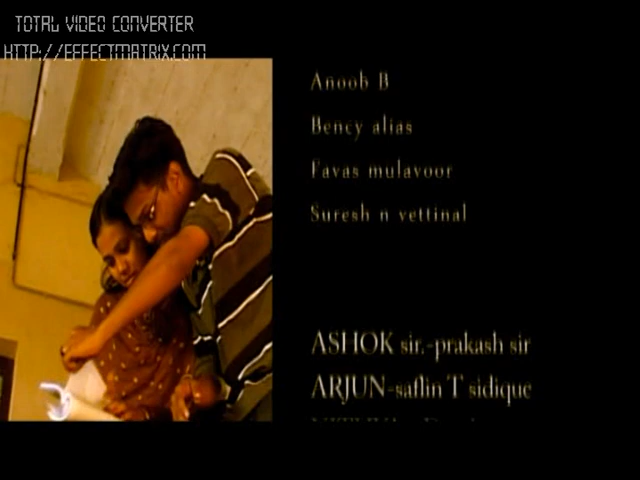 TOTAL VIDEO CONVERTER
HTTP://EFFECTMATRIX.COM
Anoob B
Bency alias
Favas mulavoor
Suresh n vettinal
ASHOK sir.-prakash sir
ARJUN-saflin T sidique